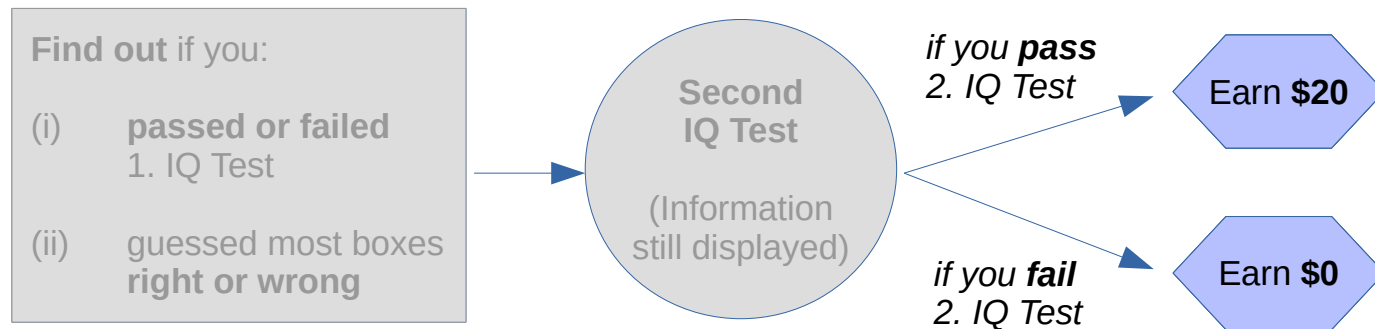 Find out if you:
(i) passed or failed
1. IQ Test
(ii) guessed most boxes
right or wrong
Second
IQ Test
(Information
still displayed)
if you pass
2. IQ Test
Earn $20
if you fail
2. IQ Test
Earn $0